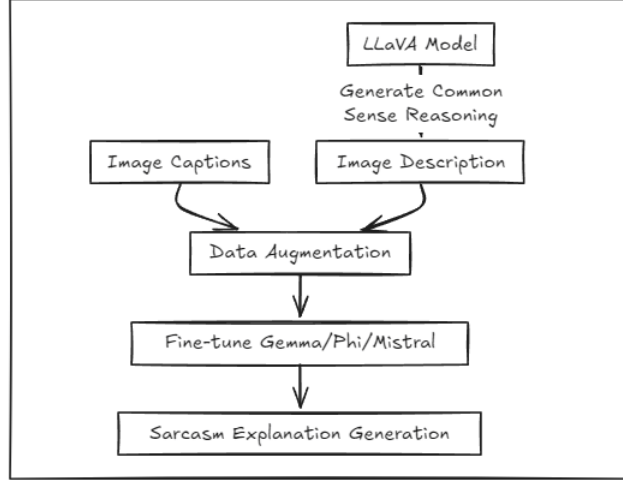 LLaVA Model
Generate Common
Sense Reasoning
Image Captions
Image Description
Data Augmentation
Fine-tune Gemma/Phi/Mistral
Sarcasm Explanation Generation